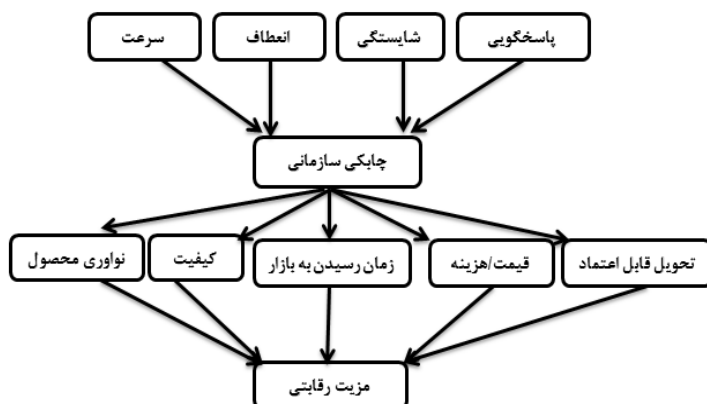 پاسخگویی
شایستگی
انعطاف
سرعت
چابکی سازمانی
تحویل قابل اعتماد
قیمت/هزینه
زمان رسیدن به بازار
کیفیت
نواوری محصول
مزیت رقابتی